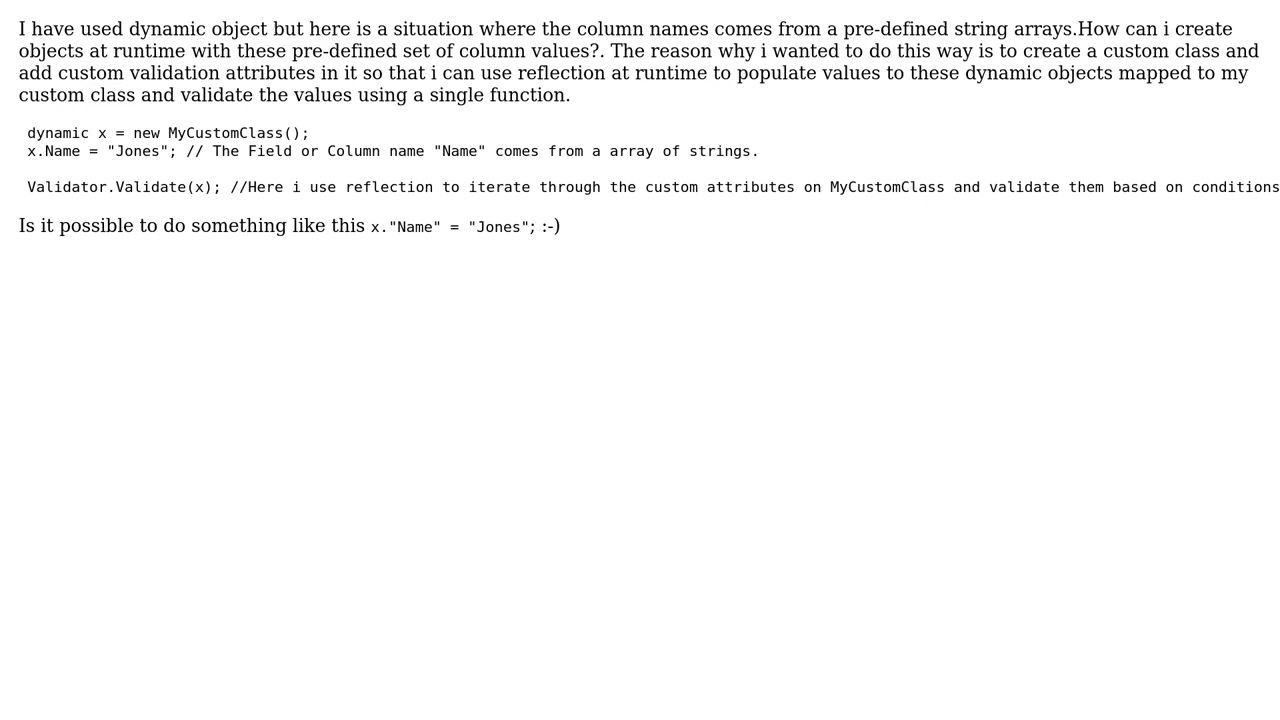 I have used dynamic object but here is a situation where the column names comes from a pre-defined string arrays.How can i create
objects at runtime with these pre-defined set of column values?. The reason why i wanted to do this way is to create a custom class and
add custom validation attributes in it so that i can use reflection at runtime to populate values to these dynamic objects mapped to my
custom class and validate the values using a single function.
dynamic x = new MyCustomClass();
x.Name = "Jones"; // The Field or Column name "Name" comes from a array of strings.
Validator.Validate(x); //Here i use reflection to iterate through the custom attributes on MyCustomClass and validate them based on conditions
Is it possible to do something like this x."Name" = "Jones"; :-)